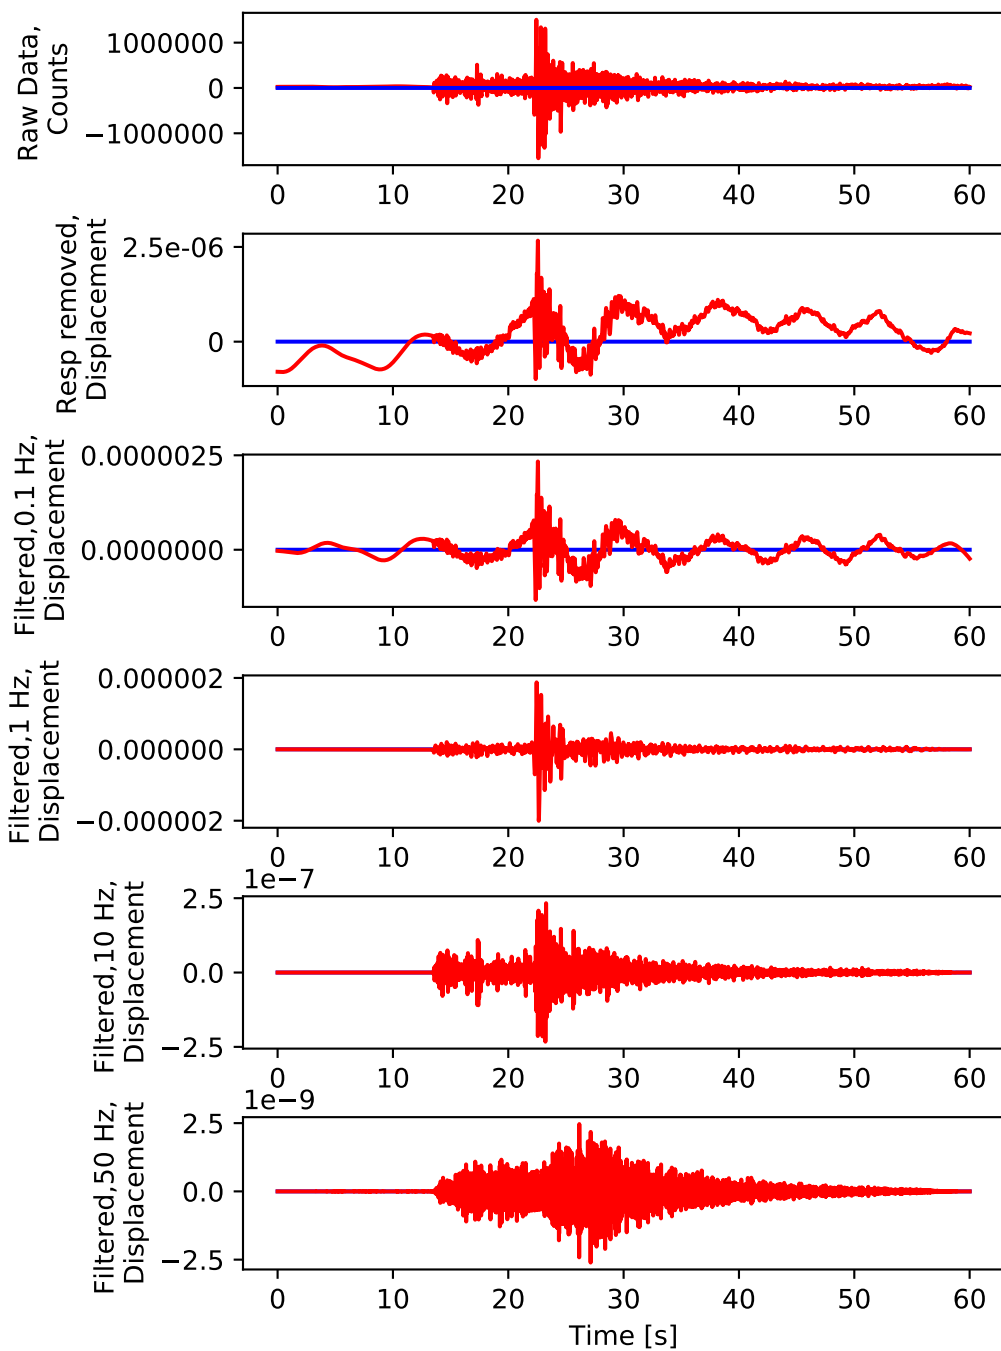 Raw Data,
Counts
1000000
0
−1000000
0 10 20 30 40 50 60
Resp removed,
Displacement
2.5e-06
0
0 10 20 30 40 50 60
Filtered,0.1 Hz,
Displacement
0.0000025
0.0000000
0 10 20 30 40 50 60
Filtered,1 Hz,
Displacement
0.000002
0.000000
−0.000002
0 10 20 30 40 50 60
Filtered,10 Hz,
Displacement
1e−7
2.5
0.0
−2.5
0 10 20 30 40 50 60
Filtered,50 Hz,
Displacement
1e−9
2.5
0.0
−2.5
0 10 20 30 40 50 60
Time [s]